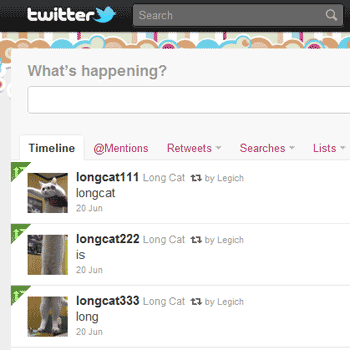 twitter Search
What's happening?
Timeline @Mentions Retweets Searches Lists
longcat111 Long Cat by Legich
longcat
20 Jun
longcat222 Long Cat by Legich
is
20 Jun
longcat333 Long Cat by Legich
long
20 Jun